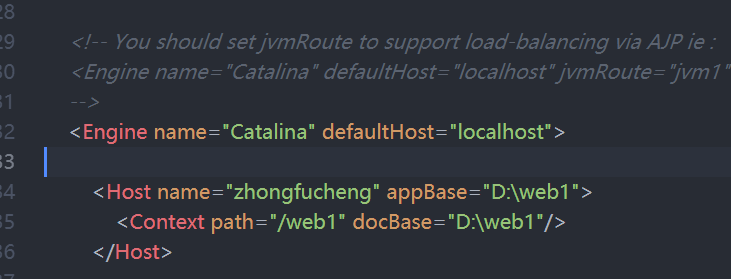 28
29 <!-- You should set jvmRoute to support load-balancing via AJP ie :
30 <Engine name="Catalina" defaultHost="localhost" jvmRoute="jvm1"
31 -->
32 <Engine name="Catalina" defaultHost="localhost">
33
34 <Host name="zhongfucheng" appBase="D:\web1">
35 <Context path="/web1" docBase="D:\web1"/>
36 </Host>